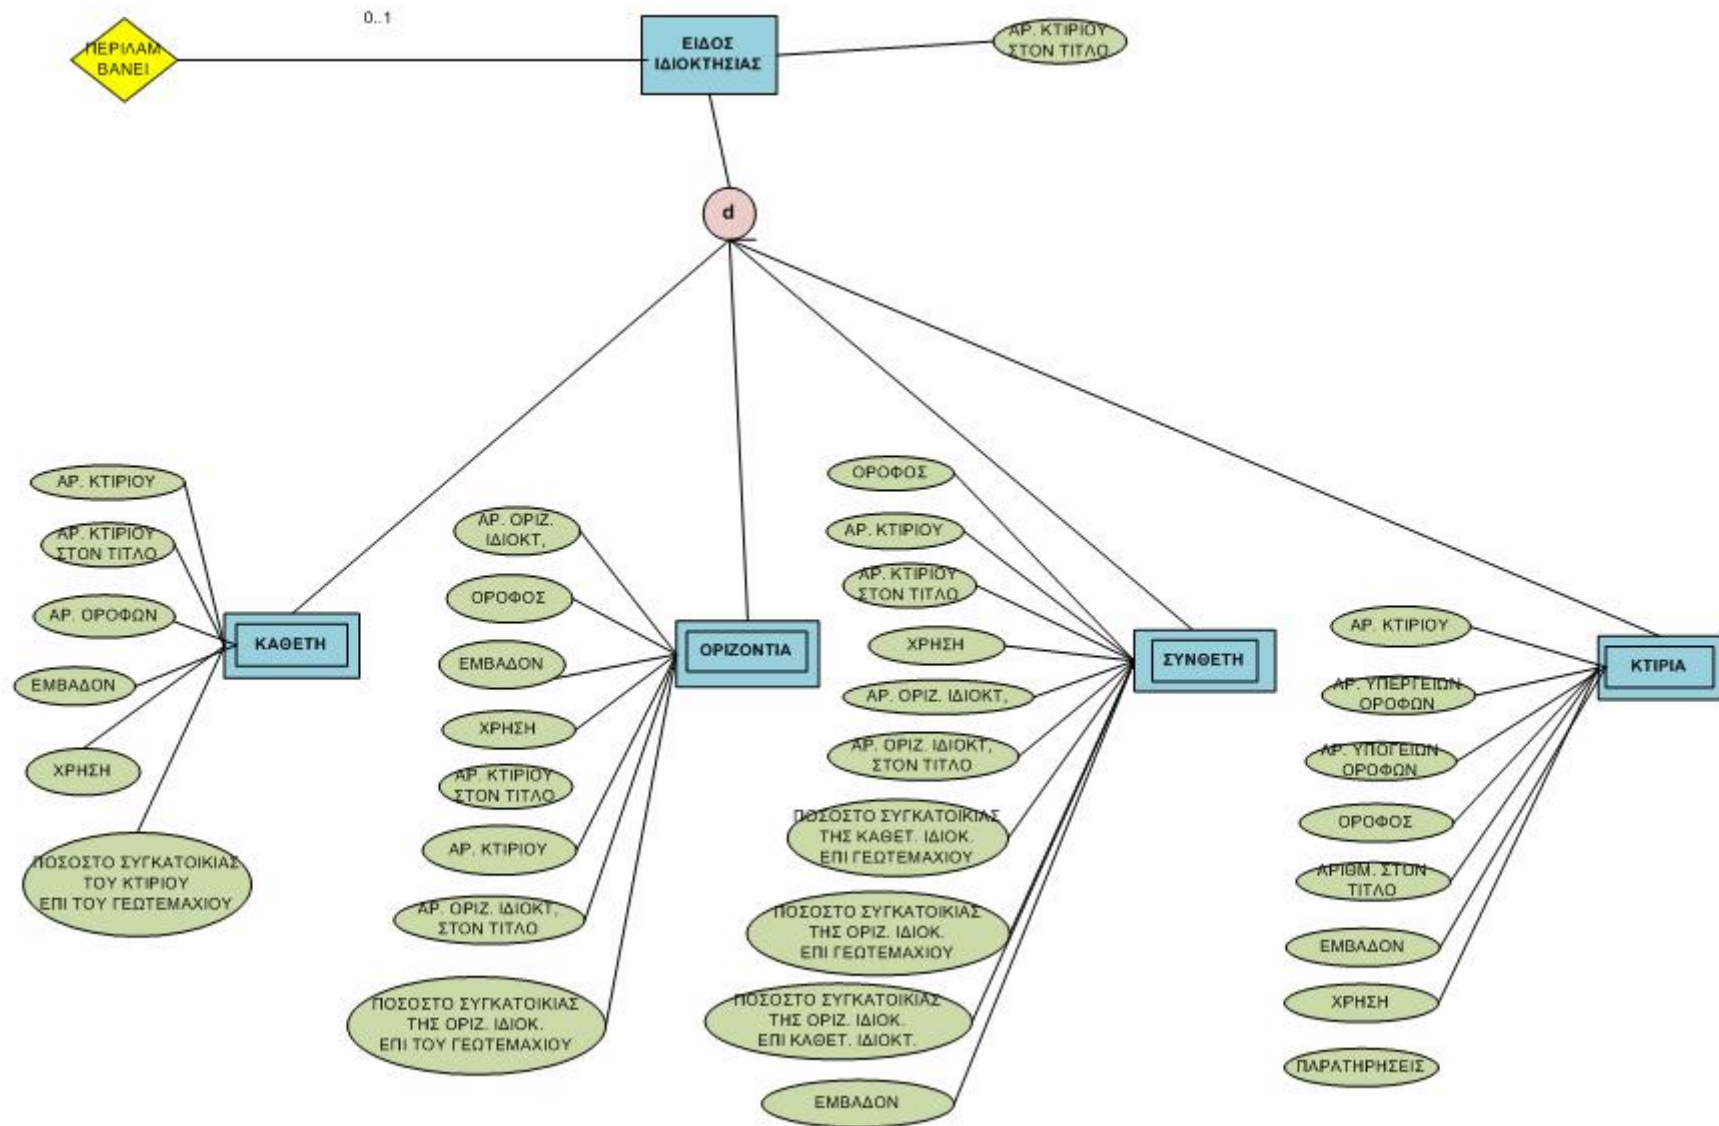 0..1
ΠΕΡΙΛΑΜ
ΒΑΝΕΙ
ΕΙΔΟΣ
ΙΔΙΟΚΤΗΣΙΑΣ
ΑΡ. ΚΤΙΡΙΟΥ
ΣΤΟΝ ΤΙΤΛΟ
d
ΑΡ. ΚΤΙΡΙΟΥ
ΑΡ. ΚΤΙΡΙΟΥ
ΣΤΟΝ ΤΙΤΛΟ
ΑΡ. ΟΡΟΦΩΝ
ΕΜΒΑΔΟΝ
ΧΡΗΣΗ
ΠΟΣΟΣΤΟ ΣΥΓΚΑΤΟΙΚΙΑΣ
ΤΟΥ ΚΤΙΡΙΟΥ
ΕΠΙ ΤΟΥ ΓΕΩΤΕΜΑΧΙΟΥ
ΚΑΘΕΤΗ
ΑΡ. ΟΡΙΖ.
ΙΔΙΟΚΤ,
ΟΡΟΦΟΣ
ΕΜΒΑΔΟΝ
ΧΡΗΣΗ
ΑΡ. ΚΤΙΡΙΟΥ
ΣΤΟΝ ΤΙΤΛΟ
ΑΡ. ΚΤΙΡΙΟΥ
ΑΡ. ΟΡΙΖ. ΙΔΙΟΚΤ,
ΣΤΟΝ ΤΙΤΛΟ
ΠΟΣΟΣΤΟ ΣΥΓΚΑΤΟΙΚΙΑΣ
ΤΗΣ ΟΡΙΖ. ΙΔΙΟΚ.
ΕΠΙ ΤΟΥ ΓΕΩΤΕΜΑΧΙΟΥ
ΟΡΙΖΟΝΤΙΑ
ΟΡΟΦΟΣ
ΑΡ. ΚΤΙΡΙΟΥ
ΑΡ. ΚΤΙΡΙΟΥ
ΣΤΟΝ ΤΙΤΛΟ
ΧΡΗΣΗ
ΑΡ. ΟΡΙΖ. ΙΔΙΟΚΤ,
ΑΡ. ΟΡΙΖ. ΙΔΙΟΚΤ,
ΣΤΟΝ ΤΙΤΛΟ
ΠΟΣΟΣΤΟ ΣΥΓΚΑΤΟΙΚΙΑΣ
ΤΗΣ ΚΑΘΕΤ. ΙΔΙΟΚ.
ΕΠΙ ΓΕΩΤΕΜΑΧΙΟΥ
ΠΟΣΟΣΤΟ ΣΥΓΚΑΤΟΙΚΙΑΣ
ΤΗΣ ΟΡΙΖ. ΙΔΙΟΚ.
ΕΠΙ ΓΕΩΤΕΜΑΧΙΟΥ
ΠΟΣΟΣΤΟ ΣΥΓΚΑΤΟΙΚΙΑΣ
ΤΗΣ ΟΡΙΖ. ΙΔΙΟΚ.
ΕΠΙ ΚΑΘΕΤ. ΙΔΙΟΚΤ.
ΕΜΒΑΔΟΝ
ΣΥΝΘΕΤΗ
ΑΡ. ΚΤΙΡΙΟΥ
ΑΡ. ΥΠΕΡΓΕΙΩΝ
ΟΡΟΦΩΝ
ΑΡ. ΥΠΟΓΕΙΩΝ
ΟΡΟΦΩΝ
ΟΡΟΦΟΣ
ΑΡΙΘΜ. ΣΤΟΝ
ΤΙΤΛΟ
ΕΜΒΑΔΟΝ
ΧΡΗΣΗ
ΠΑΡΑΤΗΡΗΣΕΙΣ
ΚΤΙΡΙΑ